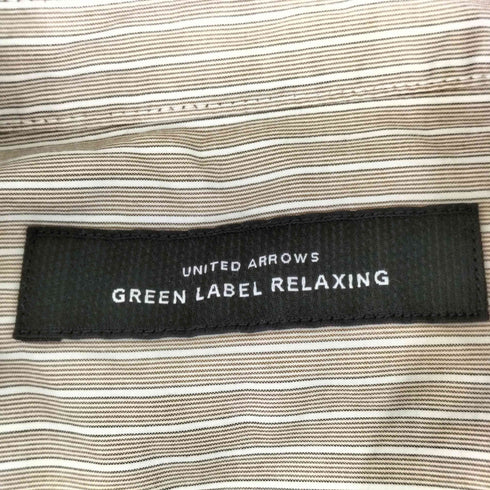 UNITED ARROWS
GREEN LABEL RELAXING